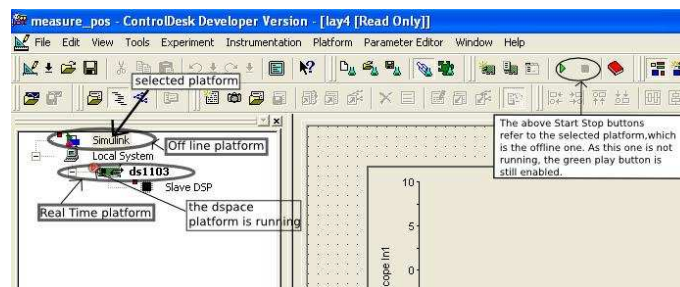 measure_pos - ControlDesk Developer Version - [lay4 [Read Only]]
File Edit View Tools Experiment Instrumentation Platform Parameter Editor Window Help
selected platform
Simulink
Off line platform
Local System
ds1103
Slave DSP
Real Time platform
the dspace
platform is running
The above Start Stop buttons
refer to the selected platform,which
is the offline one. As this one is not
running, the green play button is
still enabled.
10
5
0
cope In1